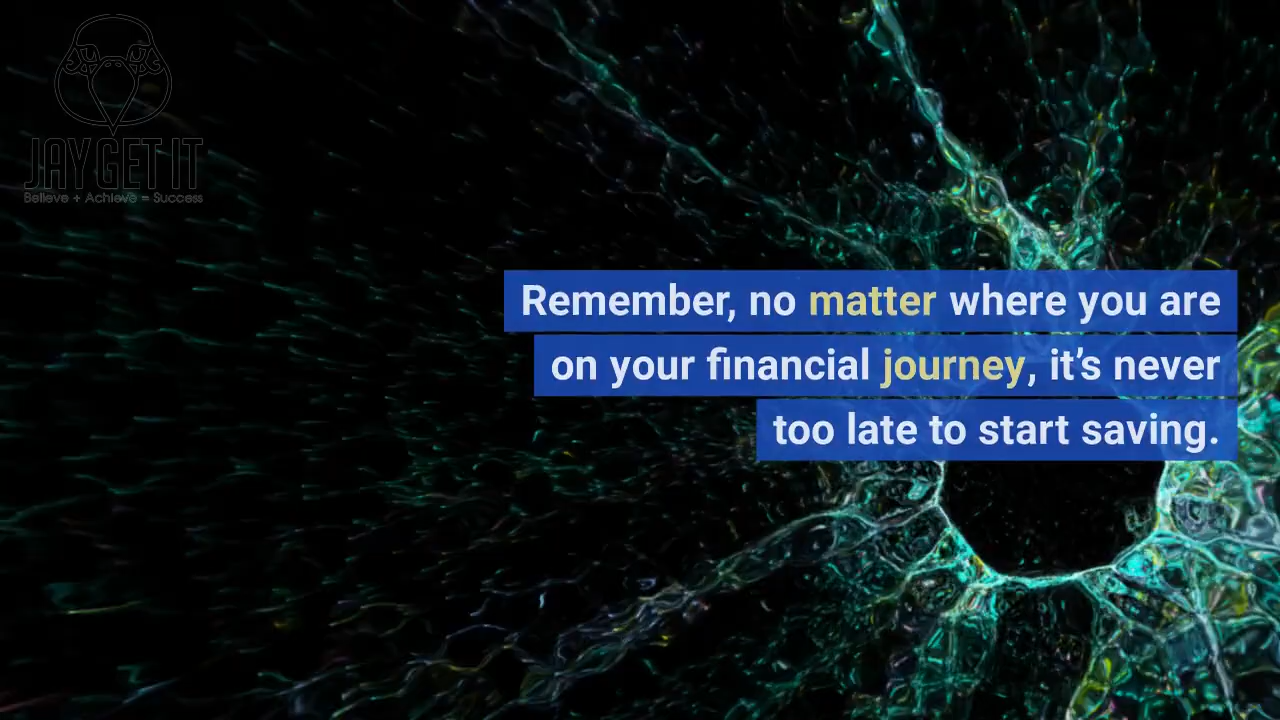 JAY GET IT
Believe + Achieve = Success
Remember, no matter where you are
on your financial journey, it’s never
too late to start saving.